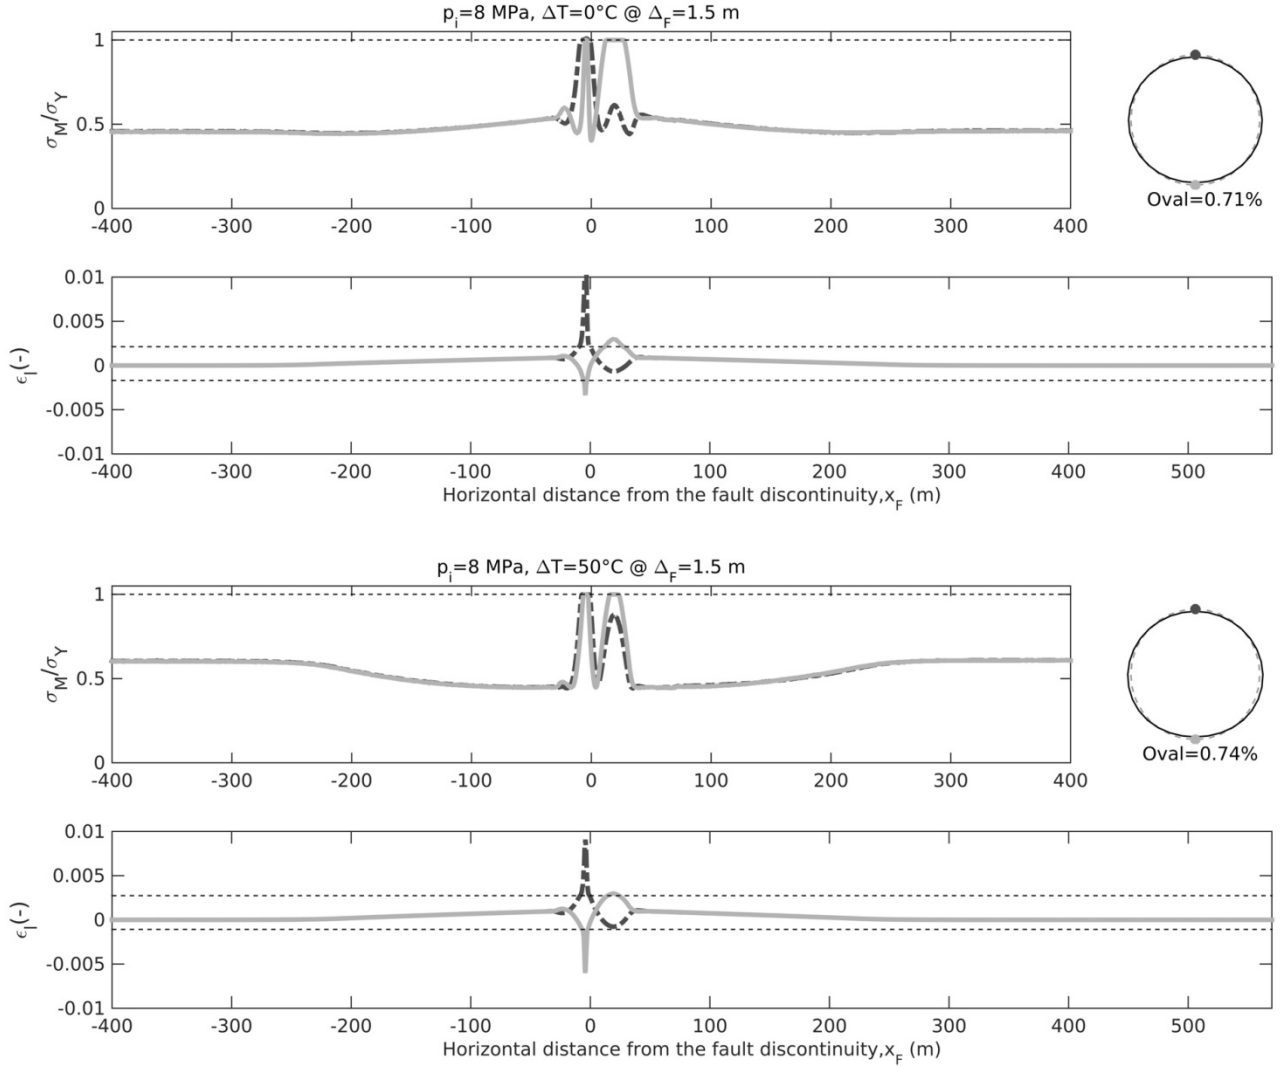 p_i=8 MPa, ΔT=0°C @ Δ_F=1.5 m
1
0.5
0
σ_M/σ_Y
-400 -300 -200 -100 0 100 200 300 400
Oval=0.71%
0.01
0.005
0
-0.005
-0.01
ϵ_l(-)
-400 -300 -200 -100 0 100 200 300 400 500
Horizontal distance from the fault discontinuity,x_F (m)
p_i=8 MPa, ΔT=50°C @ Δ_F=1.5 m
1
0.5
0
σ_M/σ_Y
-400 -300 -200 -100 0 100 200 300 400
Oval=0.74%
0.01
0.005
0
-0.005
-0.01
ϵ_l(-)
-400 -300 -200 -100 0 100 200 300 400 500
Horizontal distance from the fault discontinuity,x_F (m)